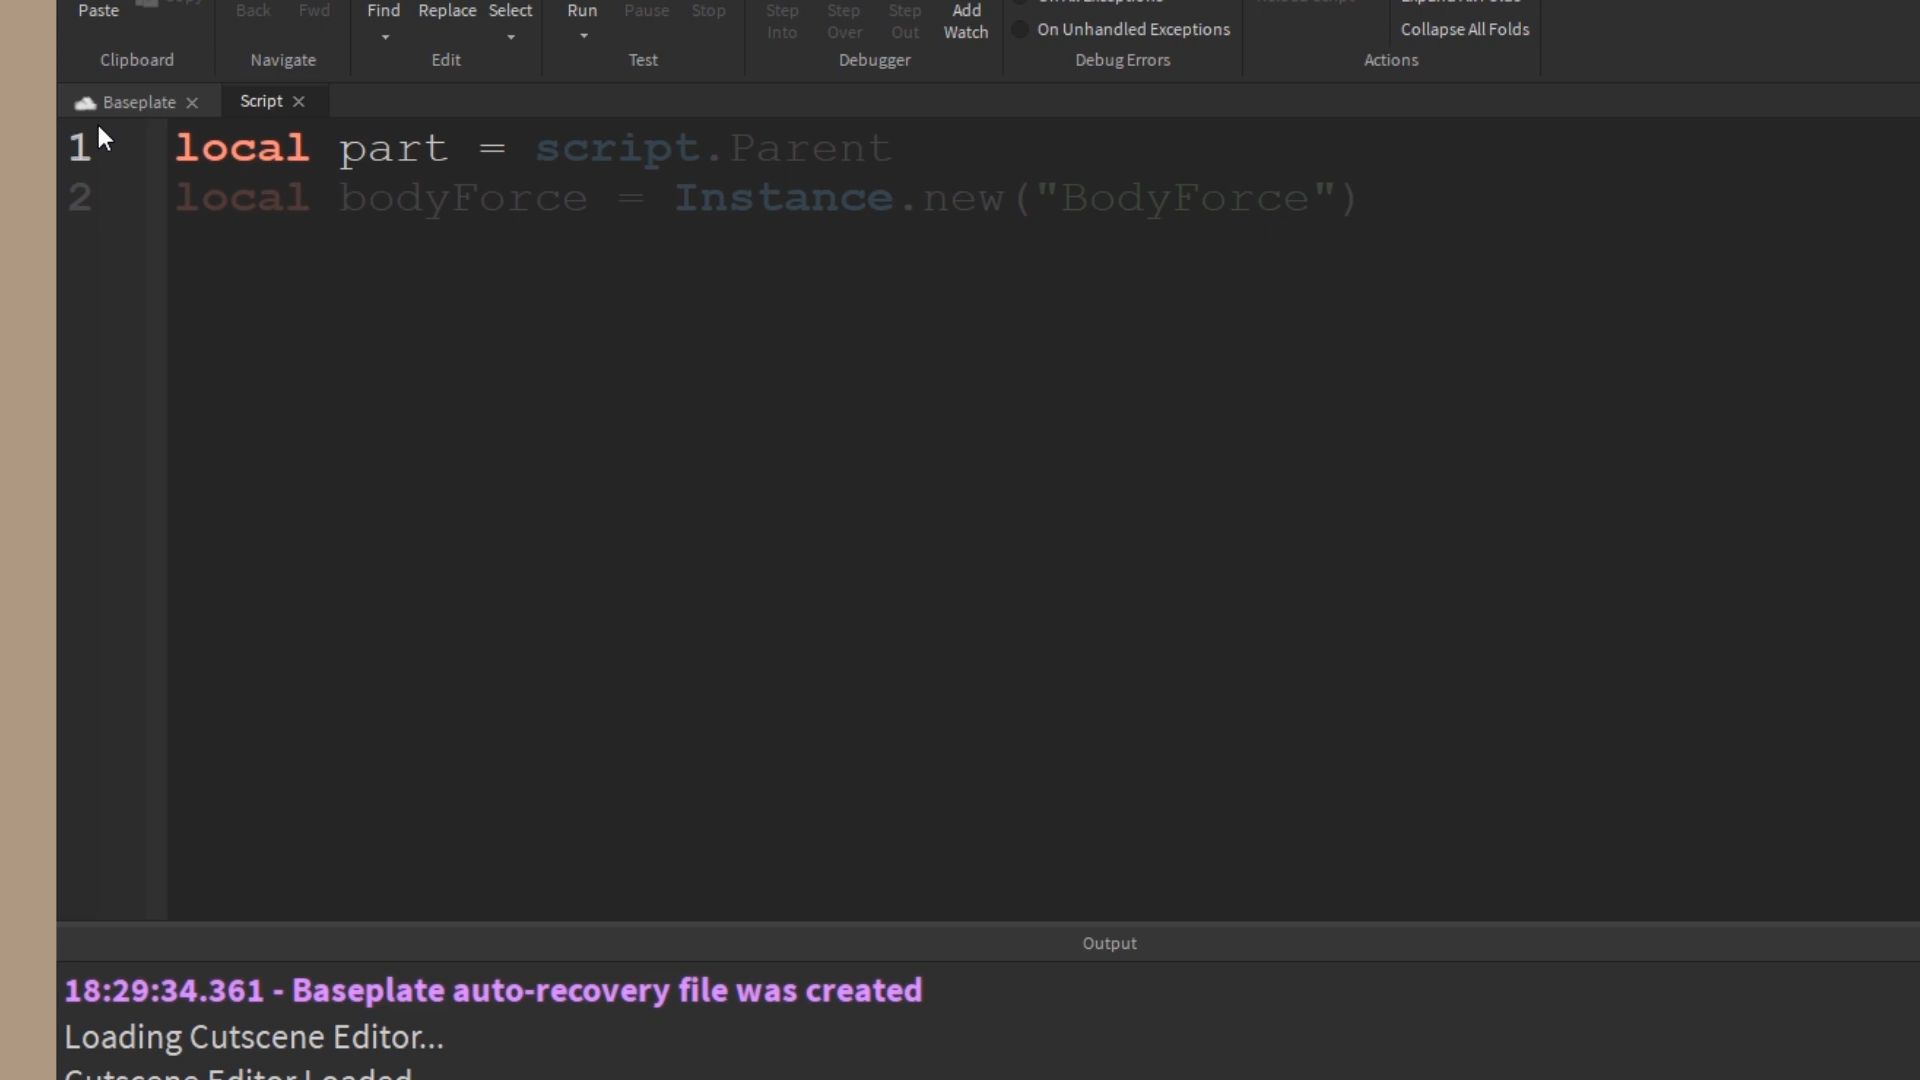 Paste Back Fwd Find Replace Select Run Pause Stop Step Into Step Over Step Out Add Watch
On Unhandled Exceptions Collapse All Folds
Clipboard Navigate Edit Test Debugger Debug Errors Actions
Baseplate Script
1 local part = script.Parent
2 local bodyForce = Instance.new("BodyForce")
Output
18:29:34.361 - Baseplate auto-recovery file was created
Loading Cutscene Editor...
Cutscene Editor Loaded